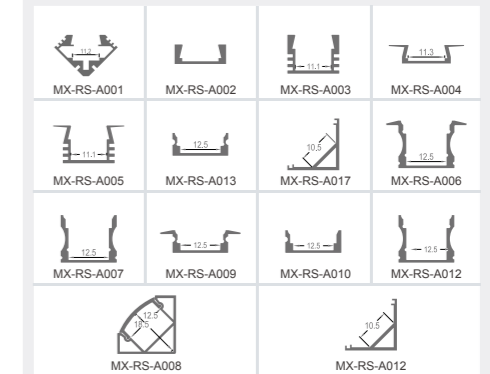 11.2
MX-RS-A001
MX-RS-A002
11.1
MX-RS-A003
11.3
MX-RS-A004
11.1
MX-RS-A005
12.5
MX-RS-A013
10.5
MX-RS-A017
12.5
MX-RS-A006
12.5
MX-RS-A007
12.5
MX-RS-A009
12.5
MX-RS-A010
12.5
MX-RS-A012
12.5
18.5
MX-RS-A008
10.5
MX-RS-A012